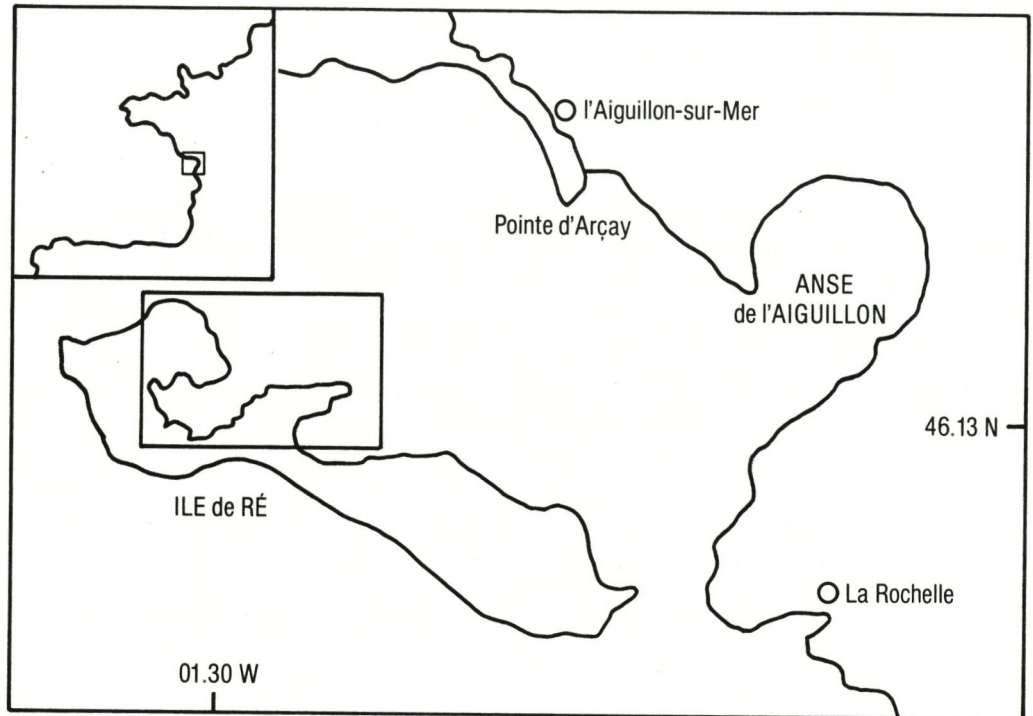 l'Aiguillon-sur-Mer
Pointe d'Arçay
ANSE
de l'AIGUILLON
46.13 N
ILE de RÉ
La Rochelle
01.30 W